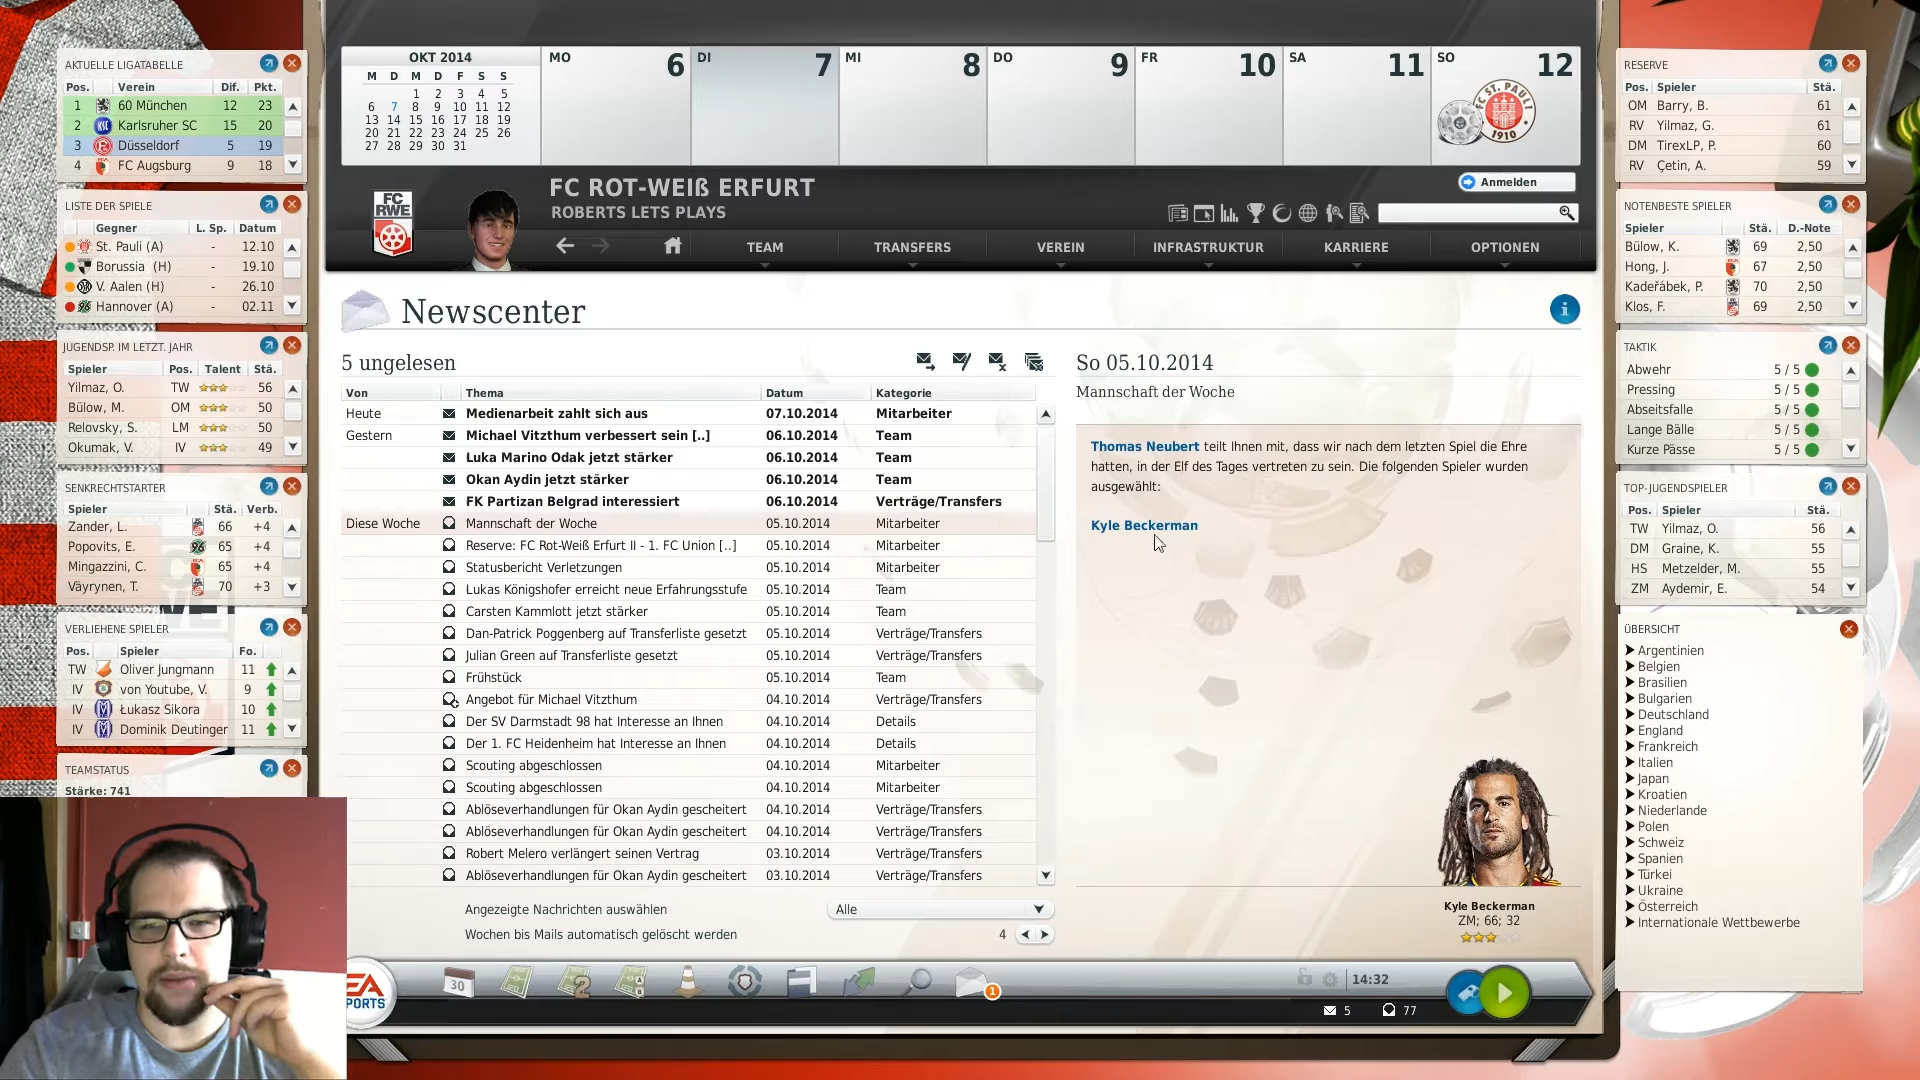 AKTUELLE LIGATABELLE
Pos. Verein Dif. Pkt.
1 60 München 12 23
2 Karlsruher SC 15 20
3 Düsseldorf 5 19
4 FC Augsburg 9 18
LISTE DER SPIELE
Gegner L. Sp. Datum
St. Pauli (A) - 12.10
Borussia (H) - 19.10
V. Aalen (H) - 26.10
Hannover (A) - 02.11
JUGENDSP. IM LETZT. JAHR
Spieler Pos. Talent Stä.
Yilmaz, O. TW 56
Bülow, M. OM 50
Relovsky, S. LM 50
Okumak, V. IV 49
SENKRECHTSTARTER
Spieler Stä. Verb.
Zander, L. 66 +4
Popovits, E. 65 +4
Mingazzini, C. 65 +4
Väyrynen, T. 70 +3
VERLIEHENE SPIELER
Pos. Spieler Fo.
TW Oliver Jungmann 11
IV von Youtube, V. 9
IV Łukasz Sikora 10
IV Dominik Deutinger 11
TEAMSTATUS
Stärke: 741
OKT 2014
M D M D F S S
1 2 3 4 5
6 7 8 9 10 11 12
13 14 15 16 17 18 19
20 21 22 23 24 25 26
27 28 29 30 31
MO 6
DI 7
MI 8
DO 9
FR 10
SA 11
SO 12
FC ST. PAULI
1910
FC RWE
FC ROT-WEIß ERFURT
ROBERTS LETS PLAYS
Anmelden
TEAM TRANSFERS VEREIN INFRASTRUKTUR KARRIERE OPTIONEN
Newscenter
i
5 ungelesen
Von Thema Datum Kategorie
Heute Medienarbeit zahlt sich aus 07.10.2014 Mitarbeiter
Gestern Michael Vitzthum verbessert sein [..] 06.10.2014 Team
Luka Marino Odak jetzt stärker 06.10.2014 Team
Okan Aydin jetzt stärker 06.10.2014 Team
FK Partizan Belgrad interessiert 06.10.2014 Verträge/Transfers
Diese Woche Mannschaft der Woche 05.10.2014 Mitarbeiter
Reserve: FC Rot-Weiß Erfurt II - 1. FC Union [..] 05.10.2014 Mitarbeiter
Statusbericht Verletzungen 05.10.2014 Mitarbeiter
Lukas Königshofer erreicht neue Erfahrungsstufe 05.10.2014 Team
Carsten Kammlott jetzt stärker 05.10.2014 Team
Dan-Patrick Poggenberg auf Transferliste gesetzt 05.10.2014 Verträge/Transfers
Julian Green auf Transferliste gesetzt 05.10.2014 Verträge/Transfers
Frühstück 05.10.2014 Team
Angebot für Michael Vitzthum 04.10.2014 Verträge/Transfers
Der SV Darmstadt 98 hat Interesse an Ihnen 04.10.2014 Details
Der 1. FC Heidenheim hat Interesse an Ihnen 04.10.2014 Details
Scouting abgeschlossen 04.10.2014 Mitarbeiter
Scouting abgeschlossen 04.10.2014 Mitarbeiter
Ablöseverhandlungen für Okan Aydin gescheitert 04.10.2014 Verträge/Transfers
Ablöseverhandlungen für Okan Aydin gescheitert 04.10.2014 Verträge/Transfers
Robert Melero verlängert seinen Vertrag 03.10.2014 Verträge/Transfers
Ablöseverhandlungen für Okan Aydin gescheitert 03.10.2014 Verträge/Transfers
Angezeigte Nachrichten auswählen Alle
Wochen bis Mails automatisch gelöscht werden 4
So 05.10.2014
Mannschaft der Woche
Thomas Neubert teilt Ihnen mit, dass wir nach dem letzten Spiel die Ehre
hatten, in der Elf des Tages vertreten zu sein. Die folgenden Spieler wurden
ausgewählt:
Kyle Beckerman
Kyle Beckerman
ZM; 66; 32
EA SPORTS
30
2
1
14:32
5 77
RESERVE
Pos. Spieler Stä.
OM Barry, B. 61
RV Yilmaz, G. 61
DM TirexLP, P. 60
RV Çetin, A. 59
NOTENBESTE SPIELER
Spieler Stä. D.-Note
Bülow, K. 69 2,50
Hong, J. 67 2,50
Kadeřábek, P. 70 2,50
Klos, F. 69 2,50
TAKTIK
Abwehr 5 / 5
Pressing 5 / 5
Abseitsfalle 5 / 5
Lange Bälle 5 / 5
Kurze Pässe 5 / 5
TOP-JUGENDSPIELER
Pos. Spieler Stä.
TW Yilmaz, O. 56
DM Graine, K. 55
HS Metzelder, M. 55
ZM Aydemir, E. 54
ÜBERSICHT
Argentinien
Belgien
Brasilien
Bulgarien
Deutschland
England
Frankreich
Italien
Japan
Kroatien
Niederlande
Polen
Schweiz
Spanien
Türkei
Ukraine
Österreich
Internationale Wettbewerbe